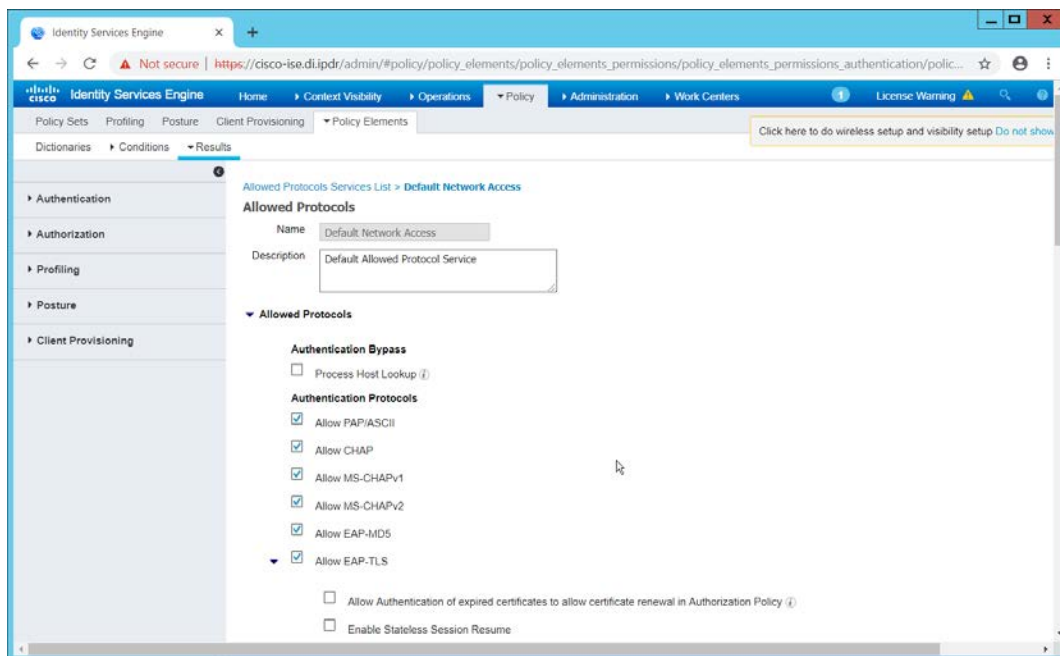 Identity Services Engine
Not secure | https://cisco-ise.di.ipdr/admin/#policy/policy_elements/policy_elements_permissions/policy_elements_permissions_authentication/polic...
cisco Identity Services Engine Home Context Visibility Operations Policy Administration Work Centers 1 License Warning
Policy Sets Profiling Posture Client Provisioning Policy Elements
Click here to do wireless setup and visibility setup Do not show
Dictionaries Conditions Results
Authentication
Authorization
Profiling
Posture
Client Provisioning
Allowed Protocols Services List > Default Network Access
Allowed Protocols
Name Default Network Access
Description Default Allowed Protocol Service
Allowed Protocols
Authentication Bypass
Process Host Lookup
Authentication Protocols
Allow PAP/ASCII
Allow CHAP
Allow MS-CHAPv1
Allow MS-CHAPv2
Allow EAP-MD5
Allow EAP-TLS
Allow Authentication of expired certificates to allow certificate renewal in Authorization Policy
Enable Stateless Session Resume